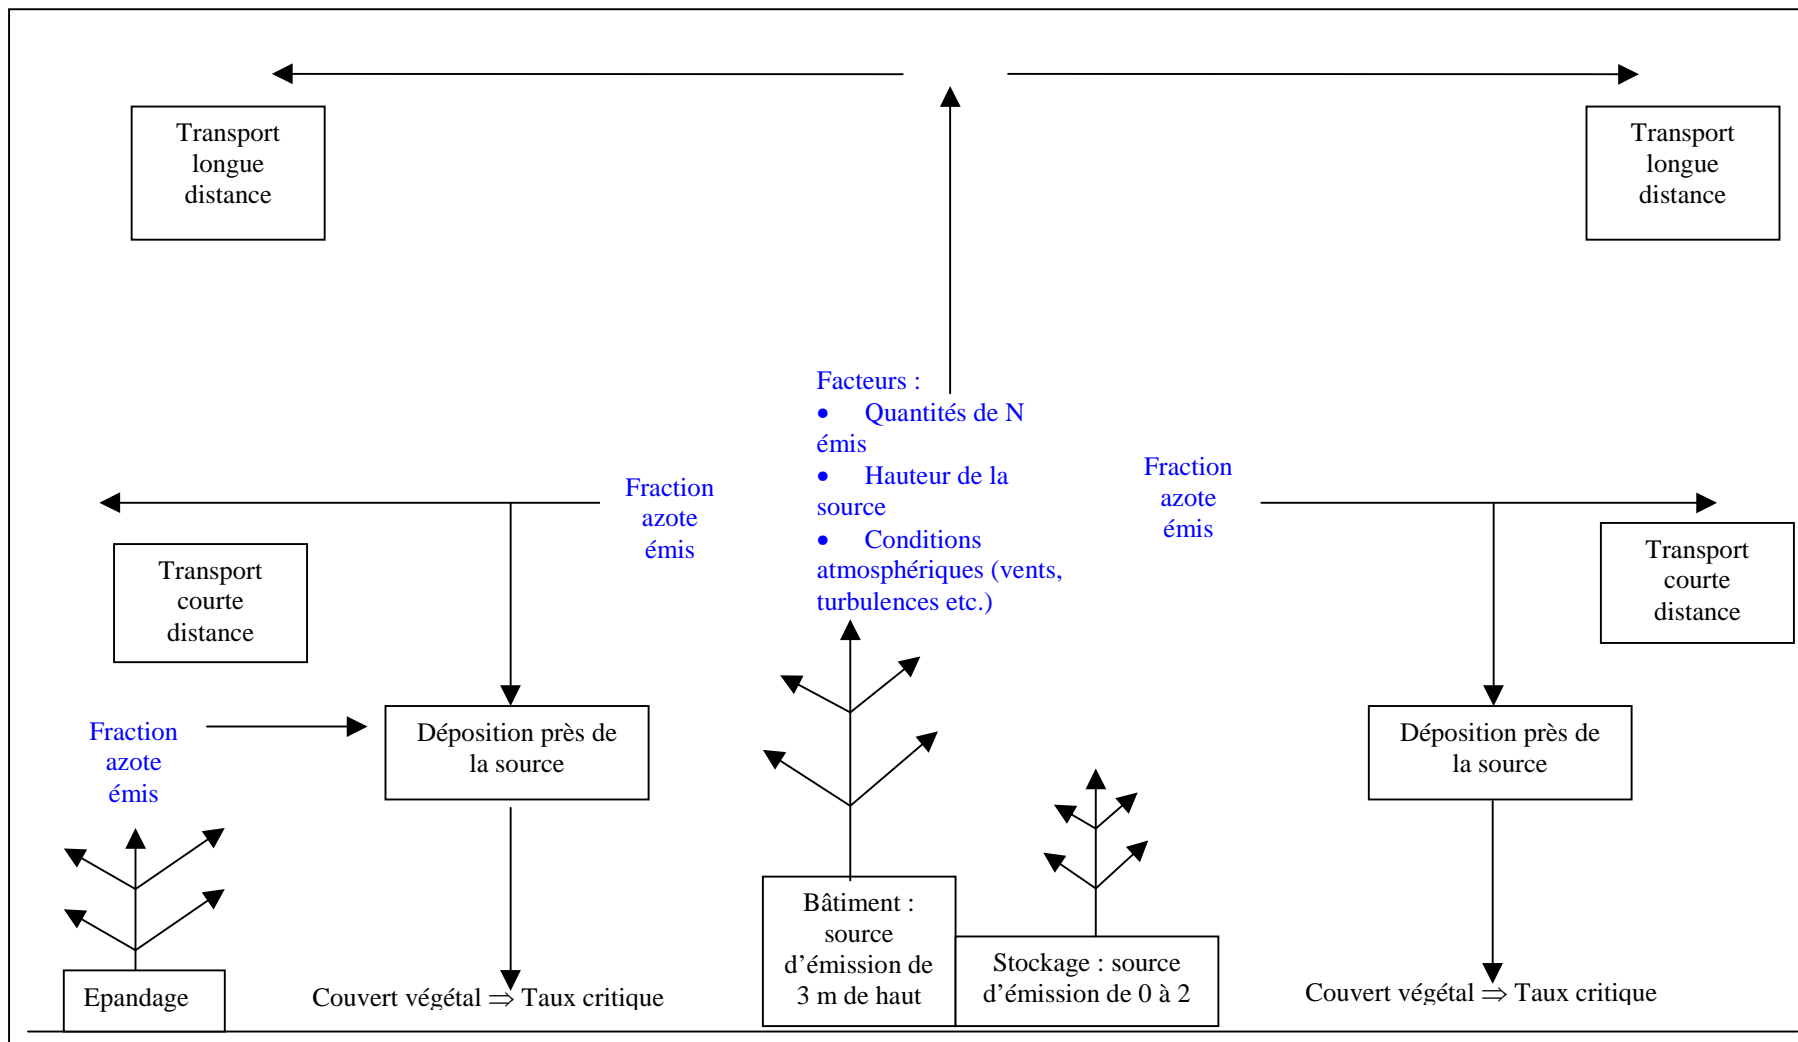 Transport
longue
distance
Transport
longue
distance
Facteurs :
• Quantités de N
émis
• Hauteur de la
source
• Conditions
atmosphériques (vents,
turbulences etc.)
Fraction
azote
émis
Fraction
azote
émis
Transport
courte
distance
Transport
courte
distance
Fraction
azote
émis
Déposition près de
la source
Déposition près de
la source
Bâtiment :
source
d'émission de
3 m de haut
Stockage : source
d'émission de 0 à 2
Epandage
Couvert végétal ⇒ Taux critique
Couvert végétal ⇒ Taux critique